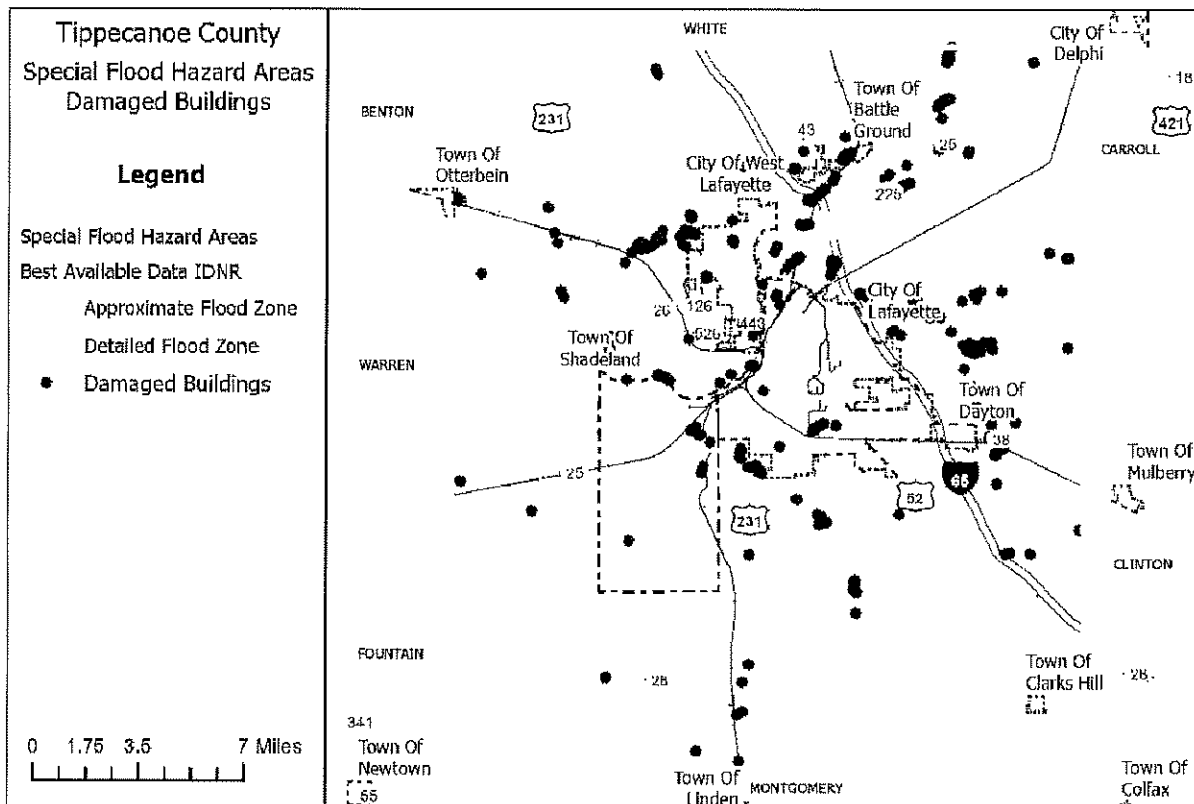 Tippecanoe County
Special Flood Hazard Areas
Damaged Buildings
Legend
Special Flood Hazard Areas
Best Available Data IDNR
Approximate Flood Zone
Detailed Flood Zone
Damaged Buildings
0 1.75 3.5 7 Miles
WHITE
City Of
Delphi
18
BENTON
231
Town Of
Battle
Ground
43
421
25
CARROLL
Town Of
Otterbein
City Of West
Lafayette
225
26
126
526
443
City Of
Lafayette
Town Of
Shadeland
WARREN
Town Of
Dayton
38
Town Of
Mulberry
25
65
52
231
CLINTON
FOUNTAIN
28
Town Of
Clarks Hill
28
341
Town Of
Newtown
55
Town Of
Linden
MONTGOMERY
Town Of
Colfax